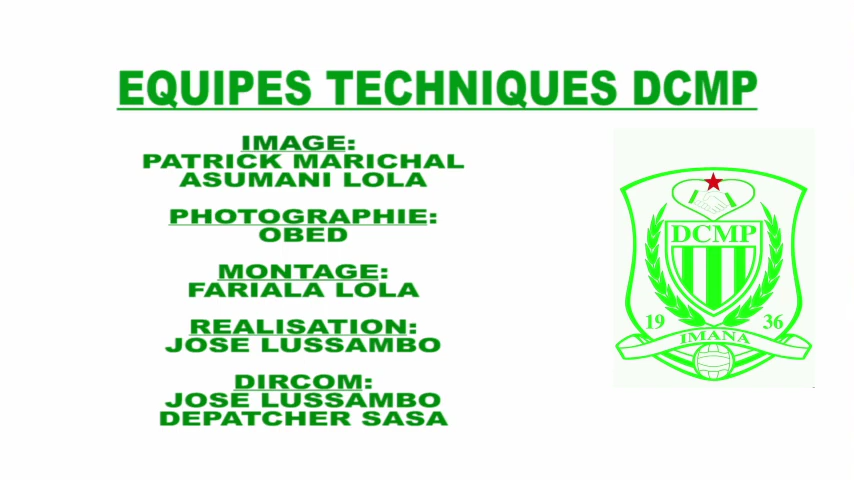 EQUIPES TECHNIQUES DCMP
IMAGE:
PATRICK MARICHAL
ASUMANI LOLA
PHOTOGRAPHIE:
OBED
MONTAGE:
FARIALA LOLA
REALISATION:
JOSE LUSSAMBO
DIRCOM:
JOSE LUSSAMBO
DEPATCHER SASA
DCMP
19 36
IMANA